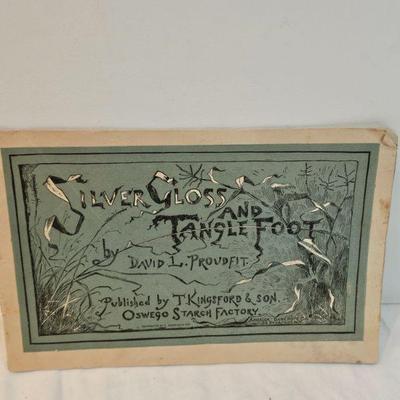 SILVER GLOSS
AND
TANGLE FOOT
by
DAVID L. PROUDFIT.
Published by T. KINGSFORD & SON.
OSWEGO STARCH FACTORY.